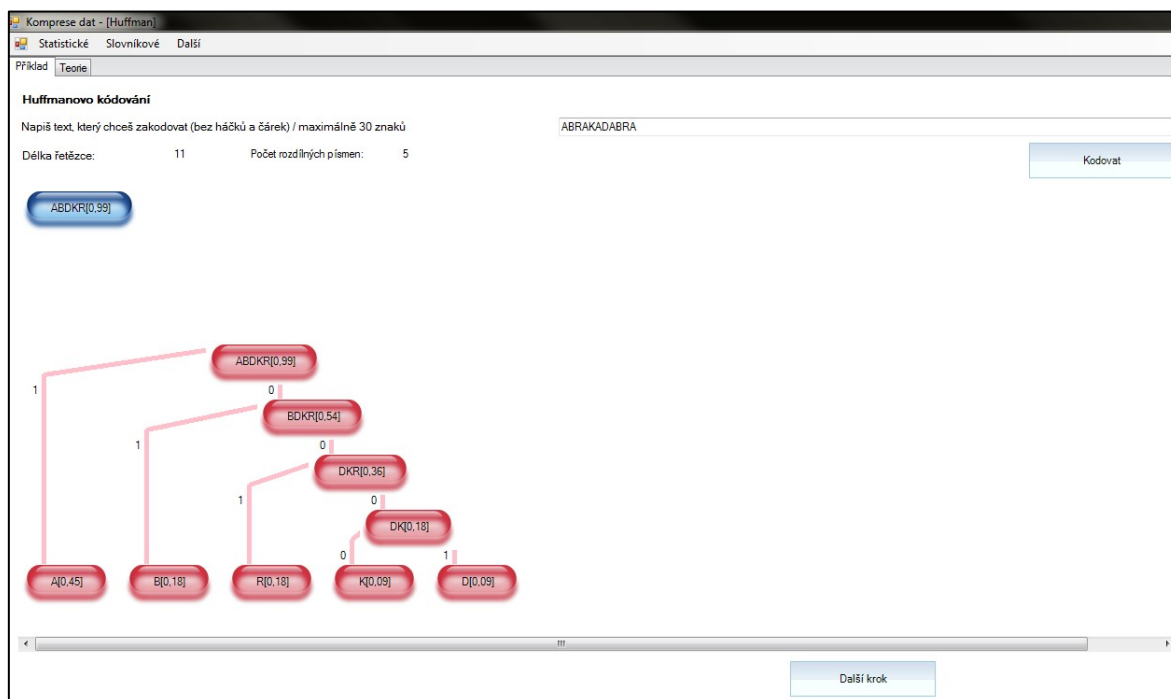 Komprese dat - [Huffman]
Statistické Slovníkové Další
Příklad Teorie
Huffmanovo kódování
Napiš text, který chceš zakodovat (bez háčků a čárek) / maximálně 30 znaků ABRAKADABRA
Délka řetězce: 11 Počet rozdílných písmen: 5
Kodovat
ABDKR[0,99]
ABDKR[0,99]
1 0
BDKR[0,54]
1 0
DKR[0,36]
1 0
DK[0,18]
0 1
A[0,45] B[0,18] R[0,18] K[0,09] D[0,09]
Další krok